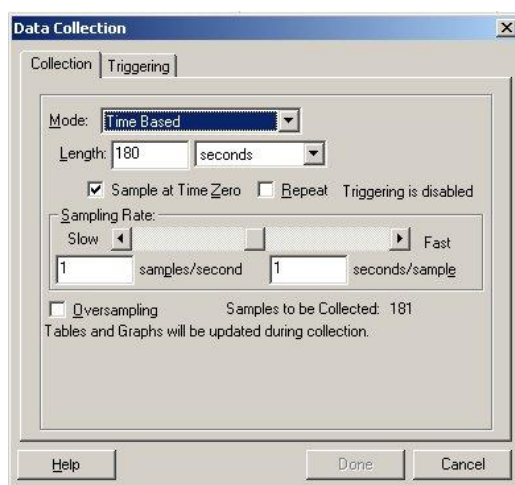 Data Collection
Collection Triggering
Mode: Time Based
Length: 180 seconds
Sample at Time Zero Repeat Triggering is disabled
Sampling Rate:
Slow Fast
1 samples/second 1 seconds/sample
Oversampling Samples to be Collected: 181
Tables and Graphs will be updated during collection.
Help Done Cancel